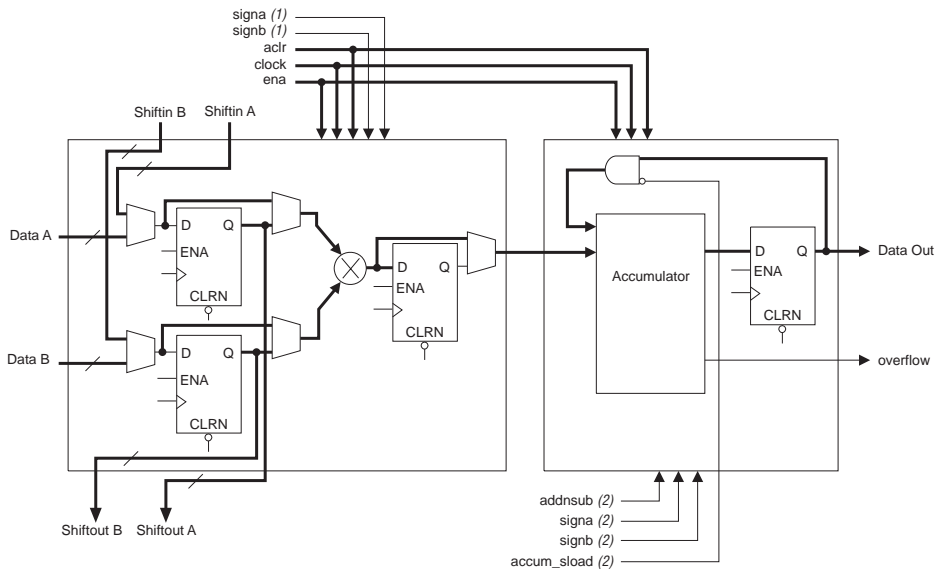 signa (1)
signb (1)
aclr
clock
ena
Shiftin B
Shiftin A
Data A
D Q
ENA
CLRN
Data B
D Q
ENA
CLRN
D Q
ENA
CLRN
Accumulator
D Q
ENA
CLRN
Data Out
overflow
Shiftout B
Shiftout A
addnsub (2)
signa (2)
signb (2)
accum_sload (2)